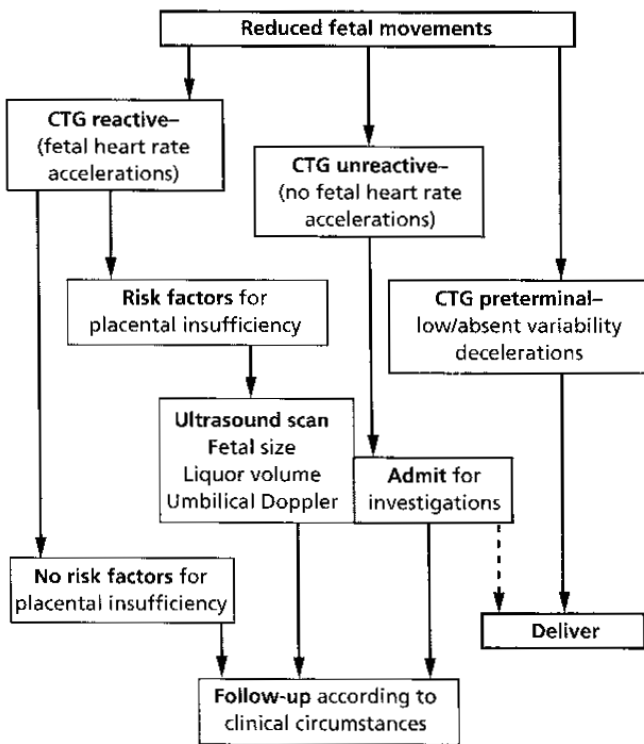 Reduced fetal movements
CTG reactive–
(fetal heart rate
accelerations)
CTG unreactive–
(no fetal heart rate
accelerations)
Risk factors for
placental insufficiency
CTG preterminal–
low/absent variability
decelerations
Ultrasound scan
Fetal size
Liquor volume
Umbilical Doppler
Admit for
investigations
No risk factors for
placental insufficiency
Deliver
Follow-up according to
clinical circumstances